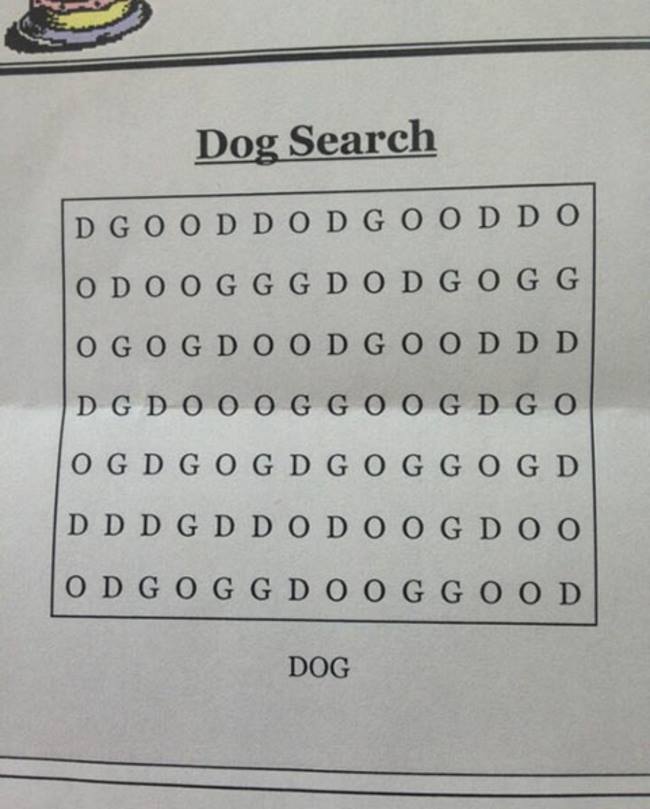 Dog Search
D G O O D D O D G O O D D O
O D O O G G G D O D G O G G
O G O G D O O D G O O D D D
D G D O O O G G O O G D G O
O G D G O G D G O G G O G D
D D D G D D O D O O G D O O
O D G O G G D O O G G O O D
DOG